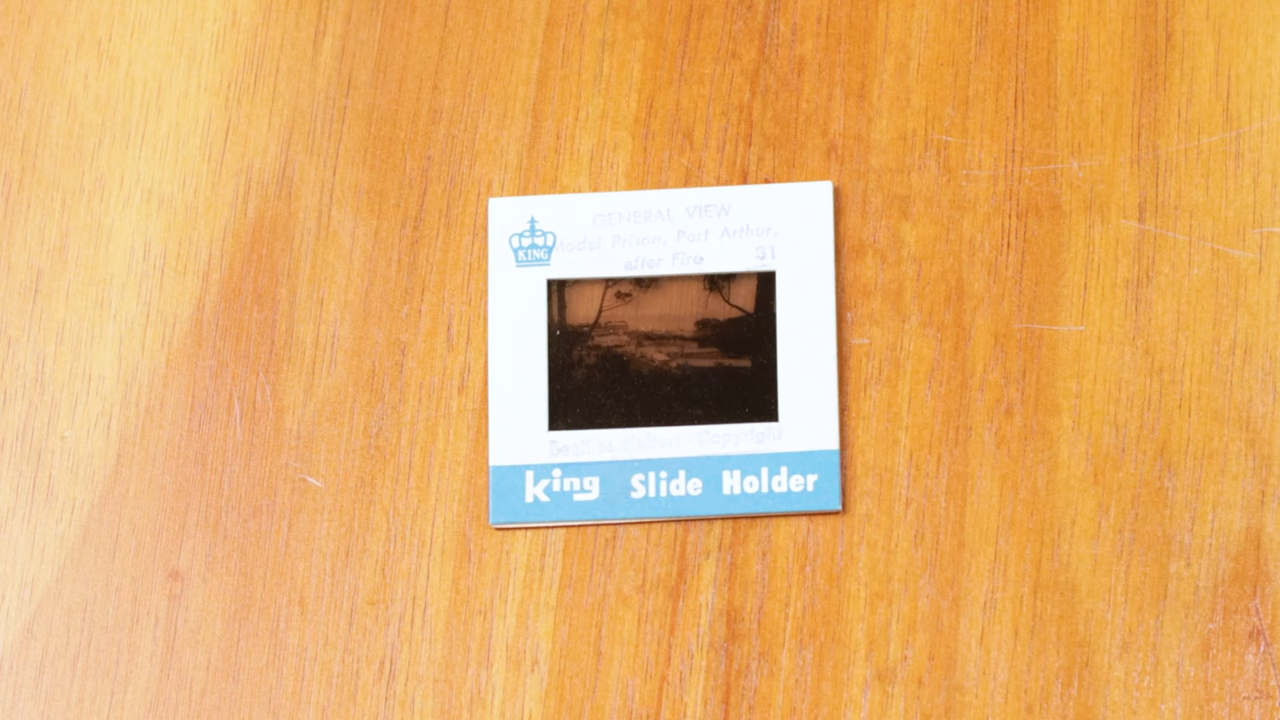 GENERAL VIEW
KING
Model Prison, Port Arthur,
after Fire 31
Copyright
king Slide Holder